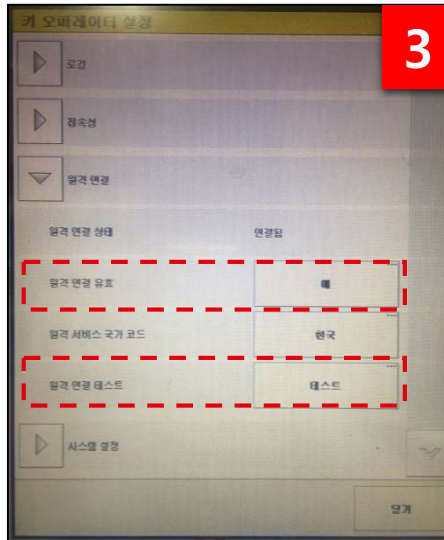 키 오퍼레이터 설정
3
로깅
접속성
원격 연결
원격 연결 상태 연결됨
원격 연결 유효 예
원격 서비스 국가 코드 한국
원격 연결 테스트 테스트
시스템 설정
닫기